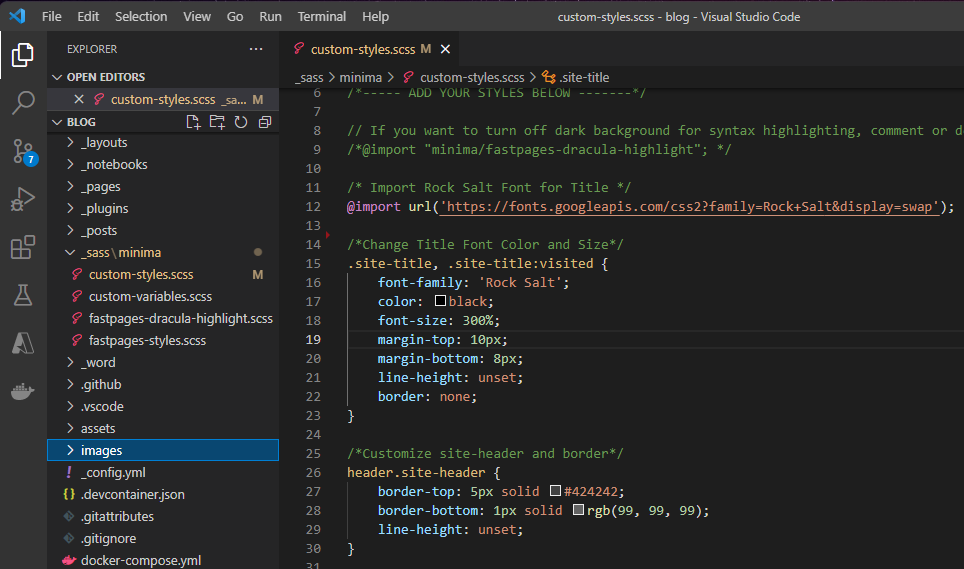 File Edit Selection View Go Run Terminal Help
custom-styles.scss - blog - Visual Studio Code
EXPLORER
OPEN EDITORS
custom-styles.scss _sa... M
BLOG
_layouts
_notebooks
_pages
_plugins
_posts
_sass\minima
custom-styles.scss M
custom-variables.scss
fastpages-dracula-highlight.scss
fastpages-styles.scss
_word
.github
.vscode
assets
images
_config.yml
.devcontainer.json
.gitattributes
.gitignore
docker-compose.yml
7
custom-styles.scss M
_sass > minima > custom-styles.scss > .site-title
6 /*----- ADD YOUR STYLES BELOW -------*/
7
8 // If you want to turn off dark background for syntax highlighting, comment or d
9 /*@import "minima/fastpages-dracula-highlight"; */
10
11 /* Import Rock Salt Font for Title */
12 @import url('https://fonts.googleapis.com/css2?family=Rock+Salt&display=swap');
13
14 /*Change Title Font Color and Size*/
15 .site-title, .site-title:visited {
16 font-family: 'Rock Salt';
17 color: black;
18 font-size: 300%;
19 margin-top: 10px;
20 margin-bottom: 8px;
21 line-height: unset;
22 border: none;
23 }
24
25 /*Customize site-header and border*/
26 header.site-header {
27 border-top: 5px solid #424242;
28 border-bottom: 1px solid rgb(99, 99, 99);
29 line-height: unset;
30 }
31